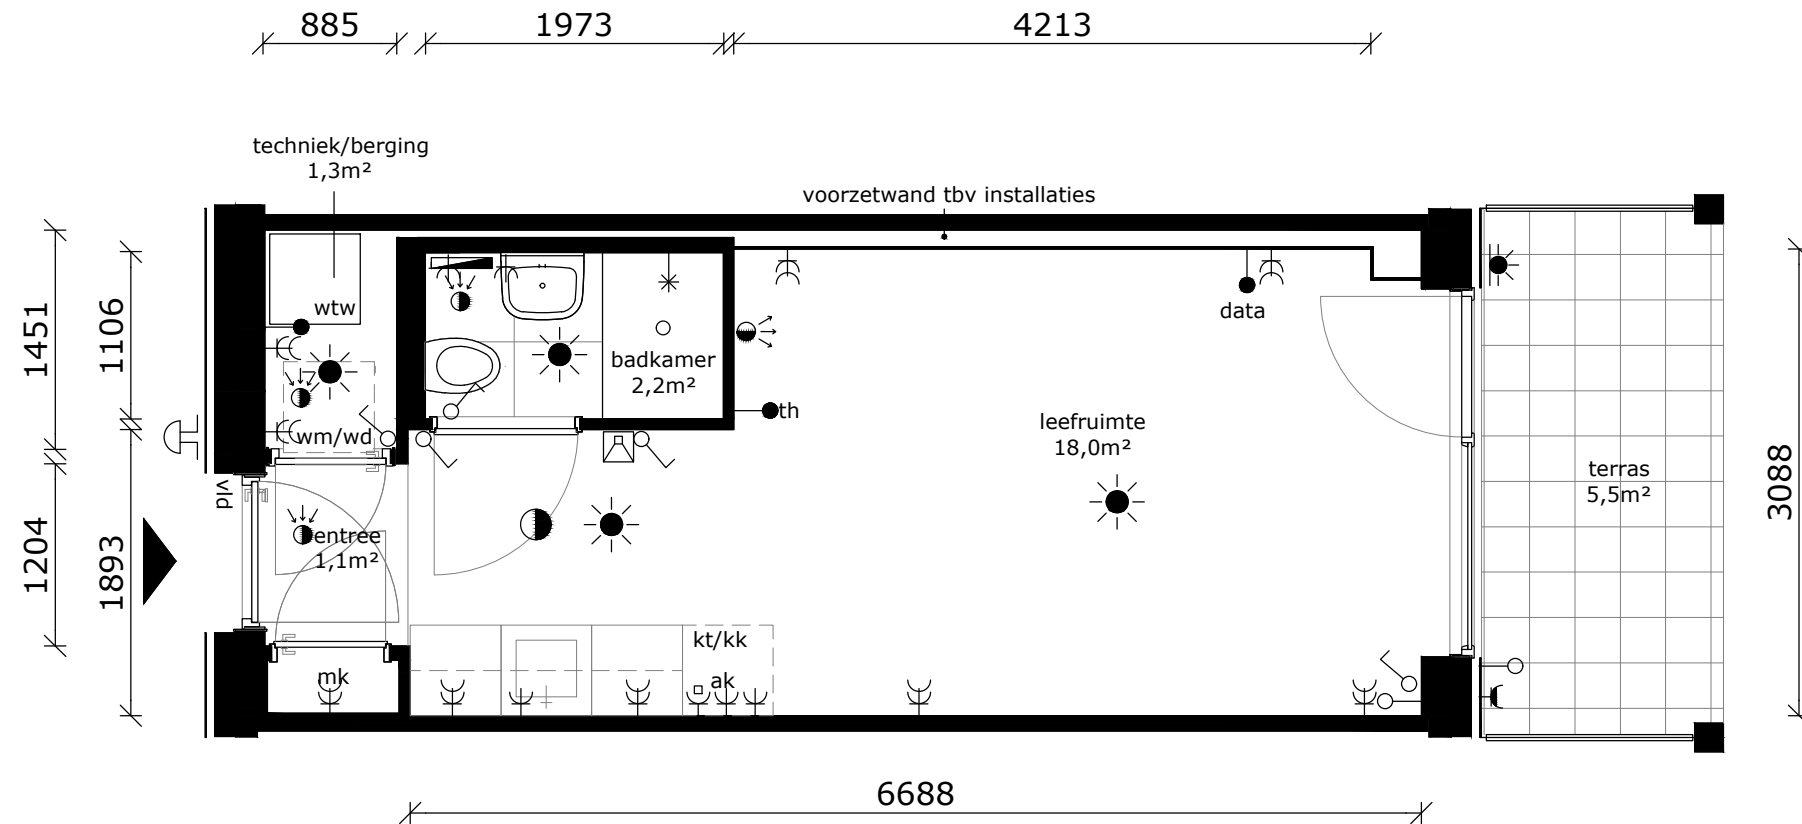 885
1973
4213
techniek/berging
1,3m²
voorzetwand tbv installaties
1451
1106
wtw
data
badkamer
2,2m²
th
leefruimte
18,0m²
wm/wd
vld
terras
5,5m²
3088
1204
1893
entree
1,1m²
kt/kk
mk
ak
6688